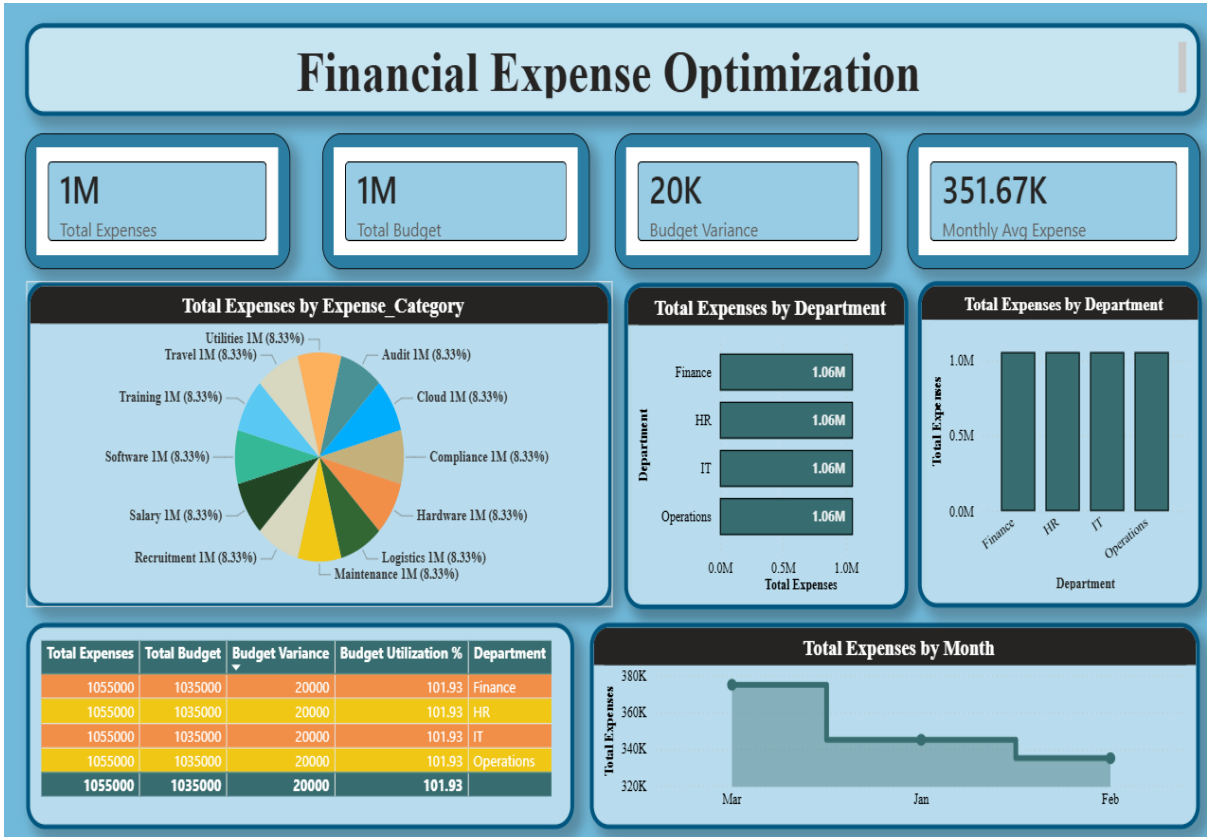 Financial Expense Optimization
1M
Total Expenses
1M
Total Budget
20K
Budget Variance
351.67K
Monthly Avg Expense
Total Expenses by Expense_Category
Utilities 1M (8.33%)
Travel 1M (8.33%)
Training 1M (8.33%)
Software 1M (8.33%)
Salary 1M (8.33%)
Recruitment 1M (8.33%)
Audit 1M (8.33%)
Cloud 1M (8.33%)
Compliance 1M (8.33%)
Hardware 1M (8.33%)
Logistics 1M (8.33%)
Maintenance 1M (8.33%)
Total Expenses by Department
Department
Finance 1.06M
HR 1.06M
IT 1.06M
Operations 1.06M
0.0M 0.5M 1.0M
Total Expenses
Total Expenses by Department
Total Expenses
1.0M
0.5M
0.0M
Finance HR IT Operations
Department
Total Expenses Total Budget Budget Variance Budget Utilization % Department
1055000 1035000 20000 101.93 Finance
1055000 1035000 20000 101.93 HR
1055000 1035000 20000 101.93 IT
1055000 1035000 20000 101.93 Operations
1055000 1035000 20000 101.93
Total Expenses by Month
Total Expenses
380K
360K
340K
320K
Mar Jan Feb